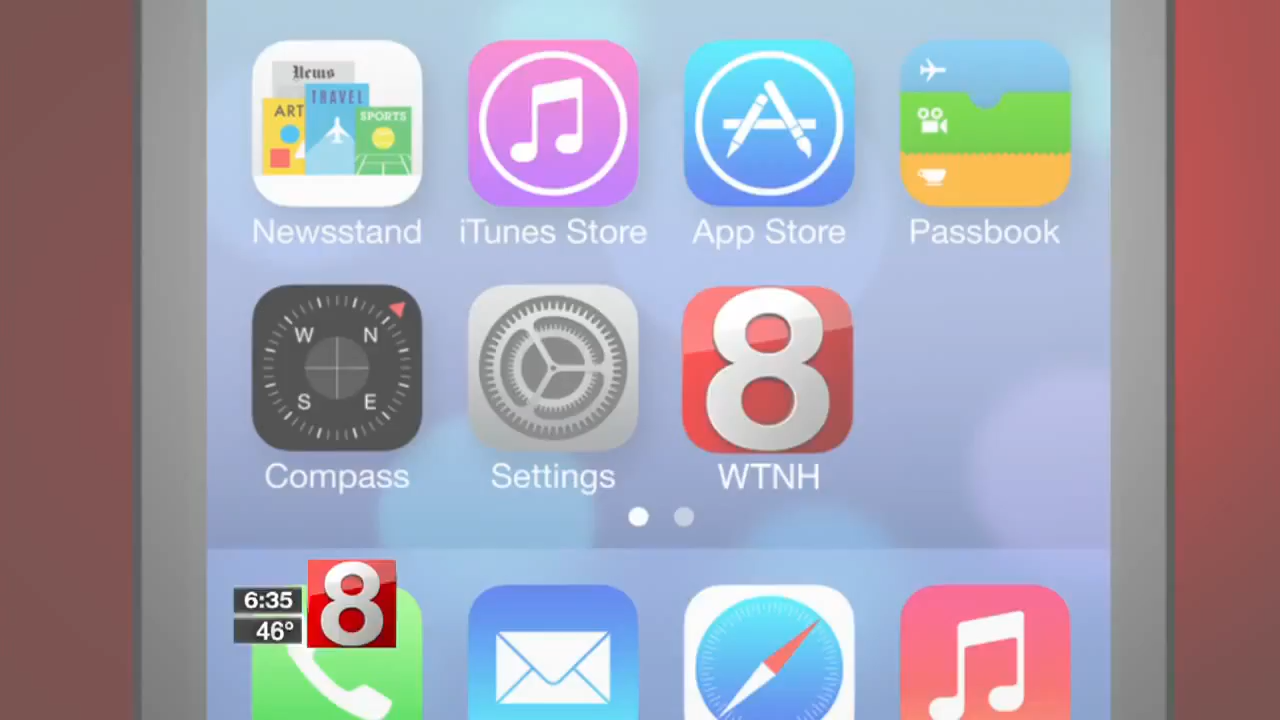 News
TRAVEL
ART
SPORTS
Newsstand
iTunes Store
App Store
Passbook
W
N
S
E
8
Compass
Settings
WTNH
6:35
8
46°